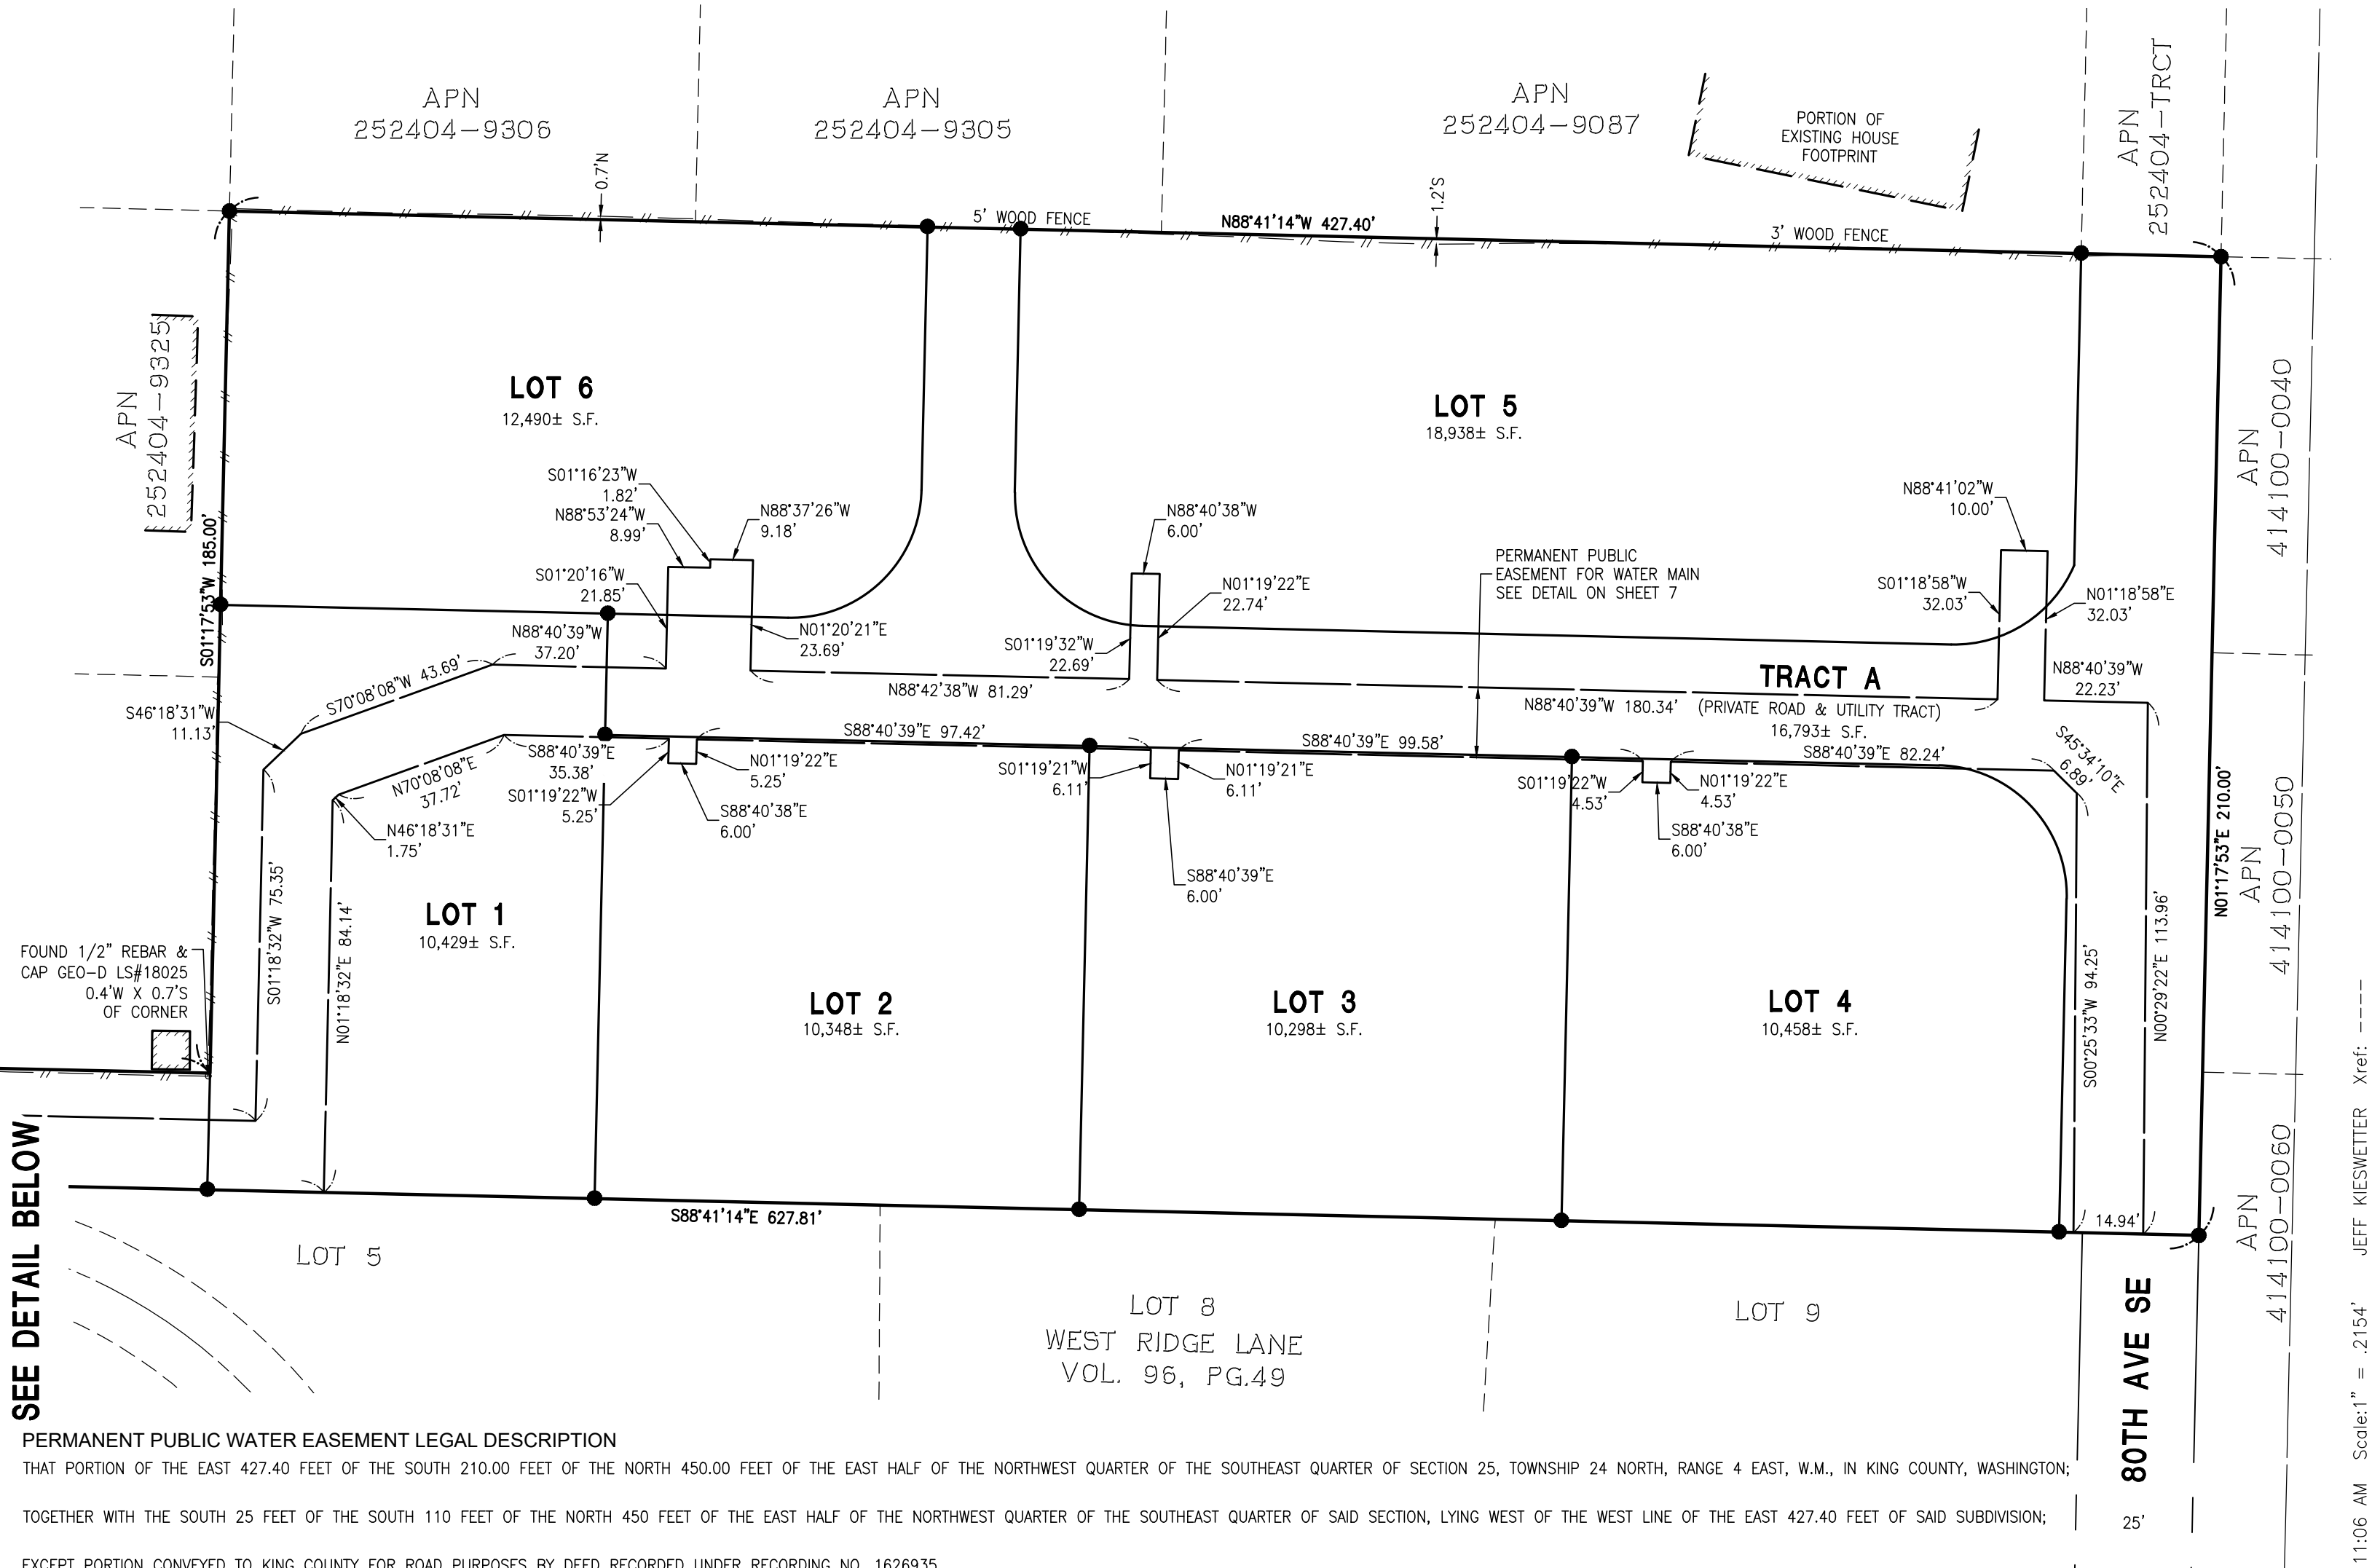 APN
252404-9306
APN
252404-9305
APN
252404-9087
PORTION OF
EXISTING HOUSE
FOOTPRINT
APN
252404-TRCT
0.7'N
5' WOOD FENCE
N88°41'14"W 427.40'
1.2'S
3' WOOD FENCE
APN
252404-9325
S01°17'53"W 185.00'
LOT 6
12,490± S.F.
LOT 5
18,938± S.F.
APN
414100-0040
S01°16'23"W
1.82'
N88°53'24"W
8.99'
N88°37'26"W
9.18'
S01°20'16"W
21.85'
N88°40'39"W
37.20'
N01°20'21"E
23.69'
N88°40'38"W
6.00'
N01°19'22"E
22.74'
S01°19'32"W
22.69'
PERMANENT PUBLIC
EASEMENT FOR WATER MAIN
SEE DETAIL ON SHEET 7
N88°41'02"W
10.00'
S01°18'58"W
32.03'
N01°18'58"E
32.03'
N88°40'39"W
22.23'
S70°08'08"W 43.69'
S46°18'31"W
11.13'
N88°42'38"W 81.29'
TRACT A
N88°40'39"W 180.34'
(PRIVATE ROAD & UTILITY TRACT)
16,793± S.F.
S88°40'39"E 97.42'
S88°40'39"E 99.58'
S88°40'39"E 82.24'
S45°34'10"E
6.89'
N70°08'08"E
37.72'
S88°40'39"E
35.38'
S01°19'22"W
5.25'
N01°19'22"E
5.25'
S88°40'38"E
6.00'
S01°19'21"W
6.11'
N01°19'21"E
6.11'
S88°40'39"E
6.00'
S01°19'22"W
4.53'
N01°19'22"E
4.53'
S88°40'38"E
6.00'
N46°18'31"E
1.75'
N01°17'53"E 210.00'
APN
414100-0050
S01°18'32"W 75.35'
N01°18'32"E 84.14'
LOT 1
10,429± S.F.
LOT 2
10,348± S.F.
LOT 3
10,298± S.F.
LOT 4
10,458± S.F.
S00°25'33"W 94.25'
N00°29'22"E 113.96'
FOUND 1/2" REBAR &
CAP GEO-D LS#18025
0.4'W X 0.7'S
OF CORNER
SEE DETAIL BELOW
S88°41'14"E 627.81'
14.94'
APN
414100-0060
LOT 5
LOT 8
WEST RIDGE LANE
VOL. 96, PG.49
LOT 9
80TH AVE SE
25'
PERMANENT PUBLIC WATER EASEMENT LEGAL DESCRIPTION
THAT PORTION OF THE EAST 427.40 FEET OF THE SOUTH 210.00 FEET OF THE NORTH 450.00 FEET OF THE EAST HALF OF THE NORTHWEST QUARTER OF THE SOUTHEAST QUARTER OF SECTION 25, TOWNSHIP 24 NORTH, RANGE 4 EAST, W.M., IN KING COUNTY, WASHINGTON;
TOGETHER WITH THE SOUTH 25 FEET OF THE SOUTH 110 FEET OF THE NORTH 450 FEET OF THE EAST HALF OF THE NORTHWEST QUARTER OF THE SOUTHEAST QUARTER OF SAID SECTION, LYING WEST OF THE WEST LINE OF THE EAST 427.40 FEET OF SAID SUBDIVISION;
EXCEPT PORTION CONVEYED TO KING COUNTY FOR ROAD PURPOSES BY DEED RECORDED UNDER RECORDING NO. 1626935
11:06 AM Scale:1" = .2154' JEFF KIESWETTER Xref: ----